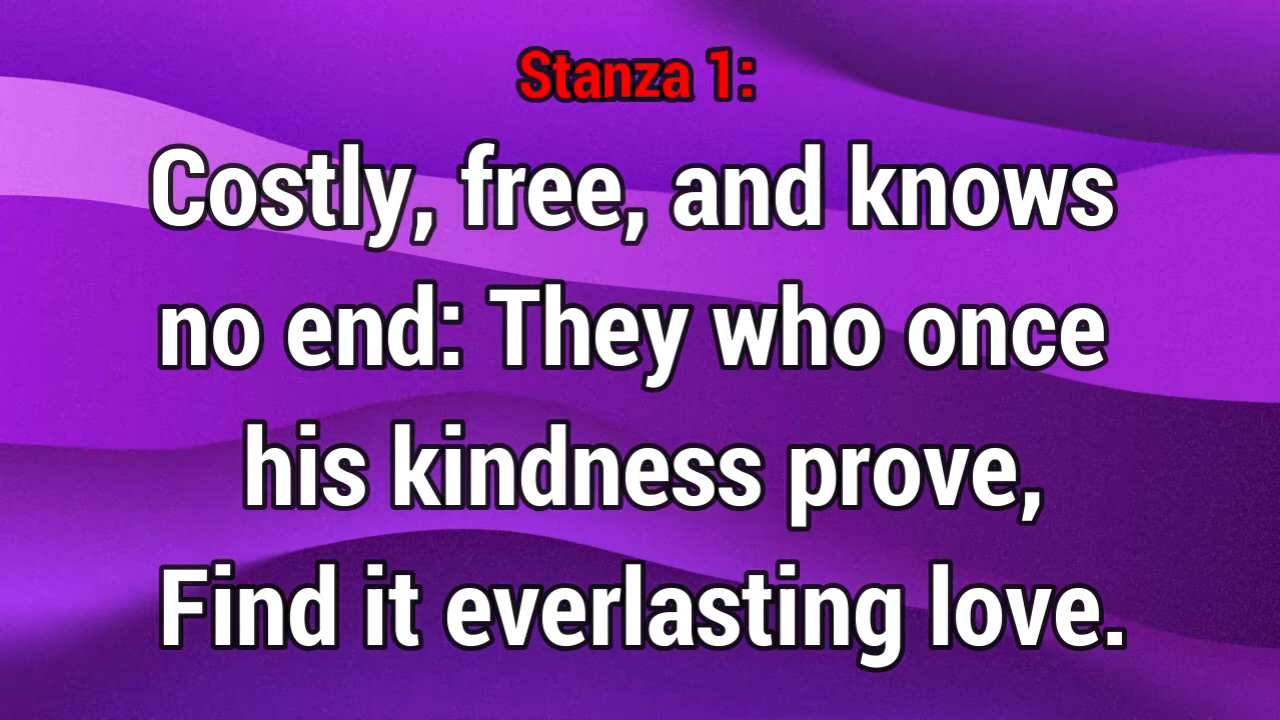 Stanza 1:
Costly, free, and knows
no end: They who once
his kindness prove,
Find it everlasting love.